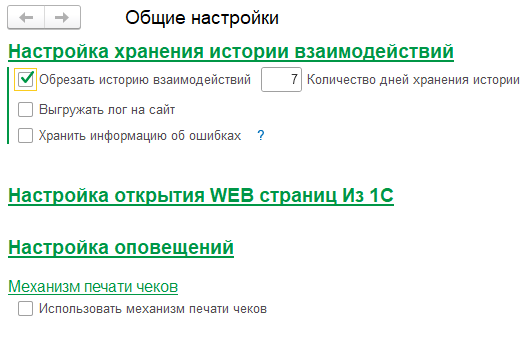 Общие настройки
Настройка хранения истории взаимодействий
Обрезать историю взаимодействий 7 Количество дней хранения истории
Выгружать лог на сайт
Хранить информацию об ошибках ?
Настройка открытия WEB страниц Из 1С
Настройка оповещений
Механизм печати чеков
Использовать механизм печати чеков